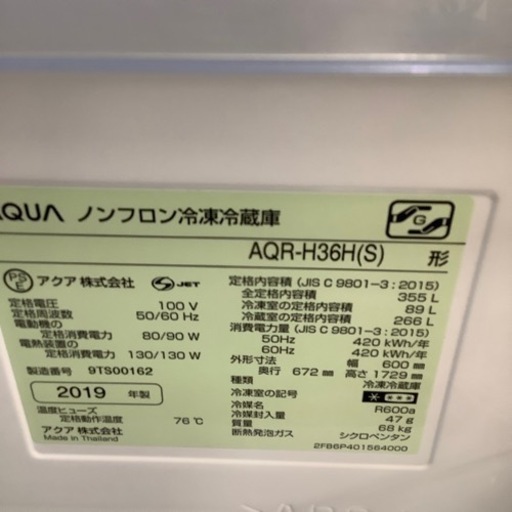 AQUA ノンフロン冷凍冷蔵庫
G
AQR-H36H(S) 形
PS E アクア 株式会社 S JET
定格電圧 100 V
定格周波数 50/60 Hz
電動機の
定格消費電力 80/90 W
電熱装置の
定格消費電力 130/130 W
製造番号 9TS00162
2019 年製
温度ヒューズ
定格動作温度 76℃
アクア 株式会社
Made in Thailand
定格内容積 (JIS C 9801-3 : 2015)
全定格内容積 355 L
冷凍室の定格内容積 89 L
冷蔵室の定格内容積 266 L
消費電力量 (JIS C 9801-3 : 2015)
50Hz 420 kWh/年
60Hz 420 kWh/年
外形寸法 幅 600 mm
奥行 672 mm 高さ 1729 mm
種類 冷凍冷蔵庫
冷凍室の記号
冷媒名 R600a
冷媒封入量 47 g
質量 68 kg
断熱発泡ガス シクロペンタン
2FB6P401564000